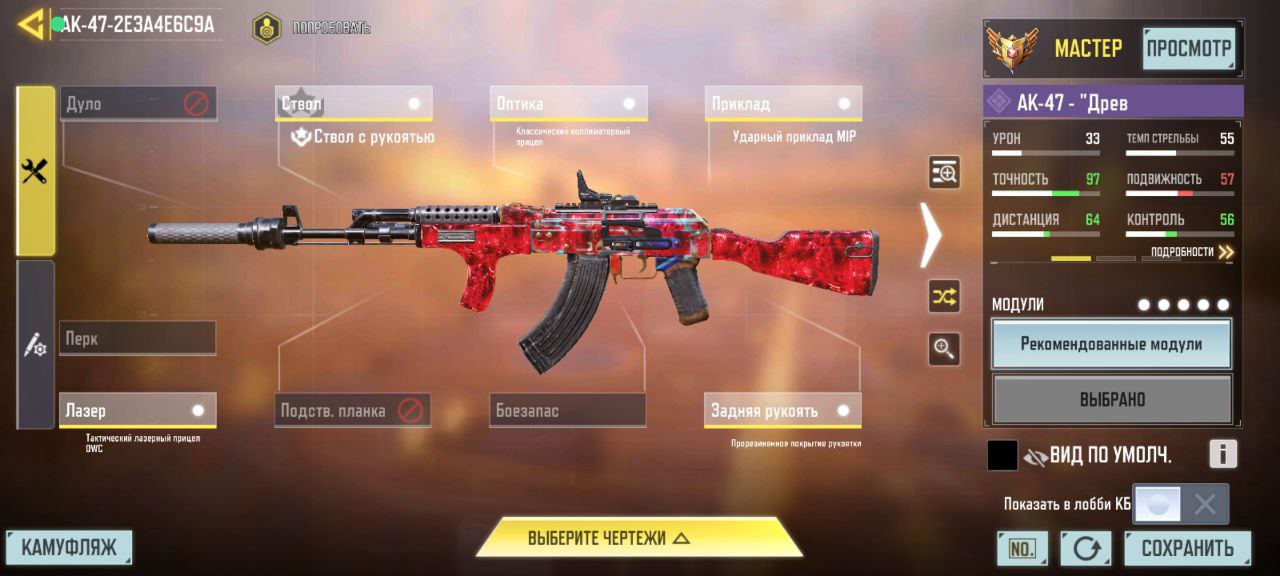 AK-47-2E3A4E6C9A
ПОПРОБОВАТЬ
МАСТЕР
ПРОСМОТР
Дуло
Ствол
Ствол с рукоятью
Оптика
Классический коллиматорный
прицел
Приклад
Ударный приклад MIP
AK-47 - "Древ
УРОН 33
ТЕМП СТРЕЛЬБЫ 55
ТОЧНОСТЬ 97
ПОДВИЖНОСТЬ 57
ДИСТАНЦИЯ 64
КОНТРОЛЬ 56
ПОДРОБНОСТИ
МОДУЛИ
Рекомендованные модули
ВЫБРАНО
Перк
Лазер
Тактический лазерный прицел
OWC
Подств. планка
Боезапас
Задняя рукоять
Прорезиненное покрытие рукоятки
ВИД ПО УМОЛЧ.
i
Показать в лобби КБ
КАМУФЛЯЖ
ВЫБЕРИТЕ ЧЕРТЕЖИ
NO.
СОХРАНИТЬ